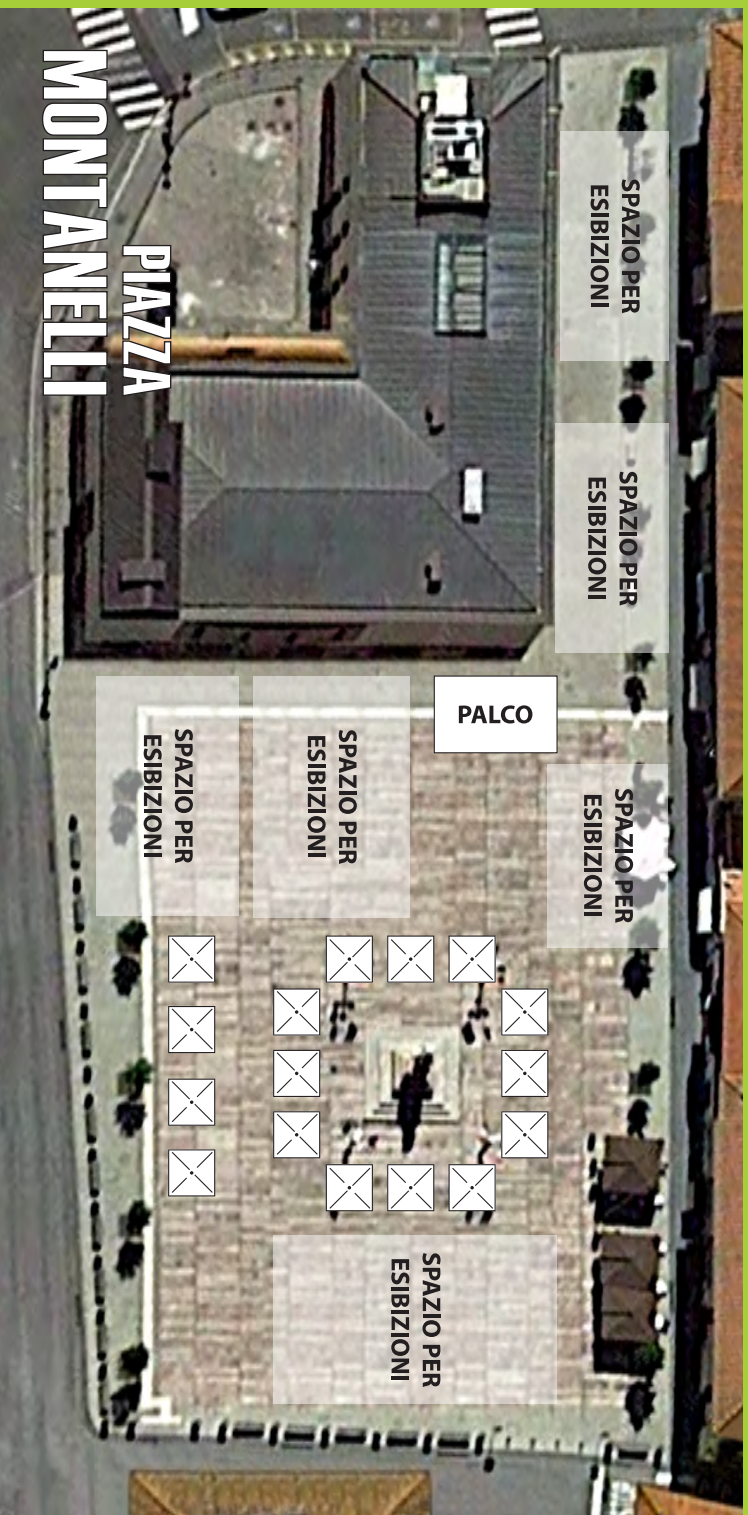 PIAZZA
MONTANELLI
SPAZIO PER
ESIBIZIONI
SPAZIO PER
ESIBIZIONI
PALCO
SPAZIO PER
ESIBIZIONI
SPAZIO PER
ESIBIZIONI
SPAZIO PER
ESIBIZIONI
SPAZIO PER
ESIBIZIONI